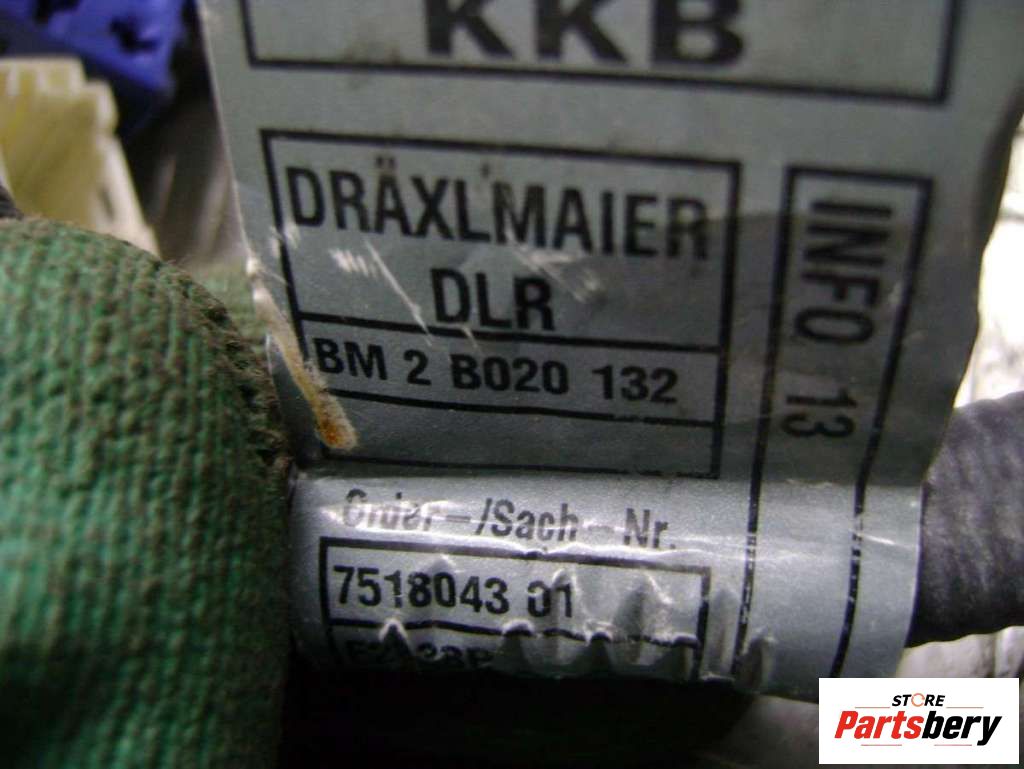 KKB
DRÄXLMAIER
DLR
BM 2 B020 132
INFO 13
Order-/Sach-Nr.
7518043 01
STORE
Partsbery